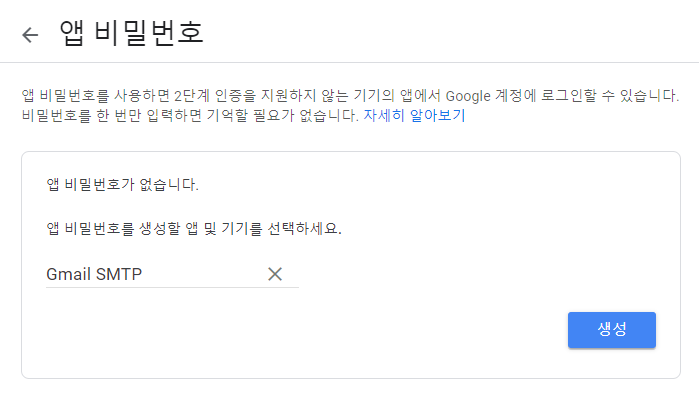 앱 비밀번호
앱 비밀번호를 사용하면 2단계 인증을 지원하지 않는 기기의 앱에서 Google 계정에 로그인할 수 있습니다.
비밀번호를 한 번만 입력하면 기억할 필요가 없습니다. 자세히 알아보기
앱 비밀번호가 없습니다.
앱 비밀번호를 생성할 앱 및 기기를 선택하세요.
Gmail SMTP
생성